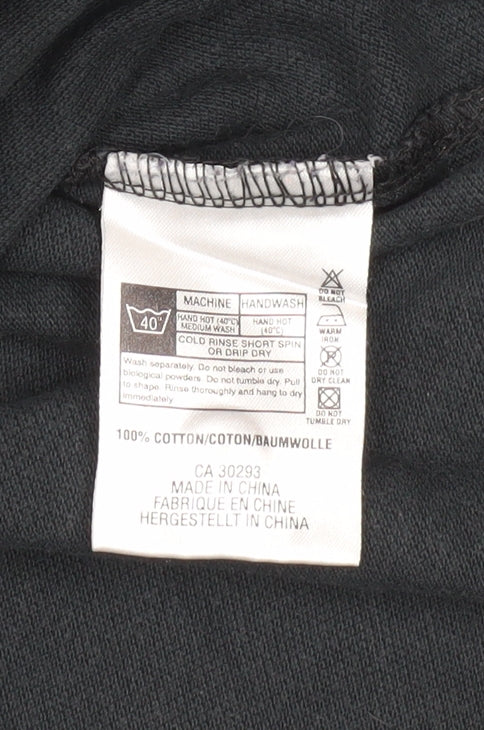 40°
MACHINE HANDWASH
HAND HOT (40°C) HAND HOT
MEDIUM WASH (40°C)
COLD RINSE SHORT SPIN
OR DRIP DRY
Wash separately. Do not bleach or use
biological powders. Do not tumble dry. Pull
to shape. Rinse thoroughly and hang to dry
immediately.
DO NOT
BLEACH
WARM
IRON
DO NOT
DRY CLEAN
DO NOT
TUMBLE DRY
100% COTTON/COTON/BAUMWOLLE
CA 30293
MADE IN CHINA
FABRIQUE EN CHINE
HERGESTELLT IN CHINA